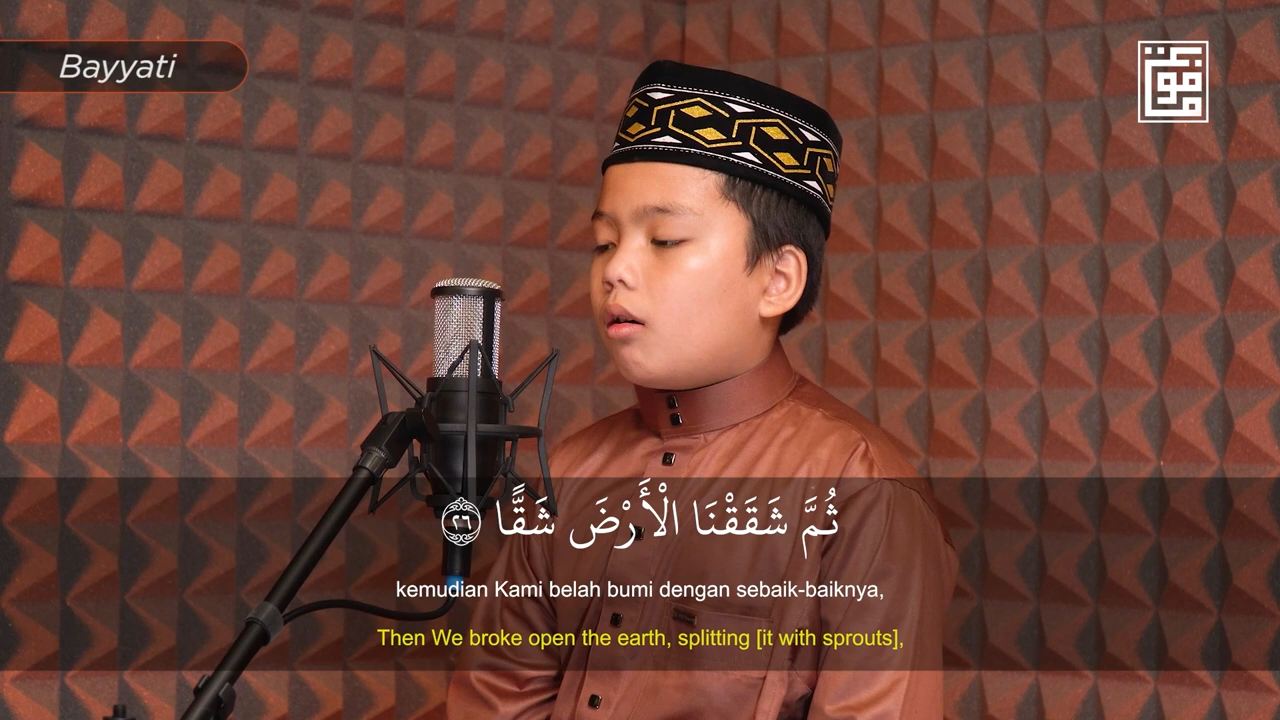 Bayyati
ثُمَّ شَقَقْنَا الْأَرْضَ شَقًّا ٢٦
kemudian Kami belah bumi dengan sebaik-baiknya,
Then We broke open the earth, splitting [it with sprouts],